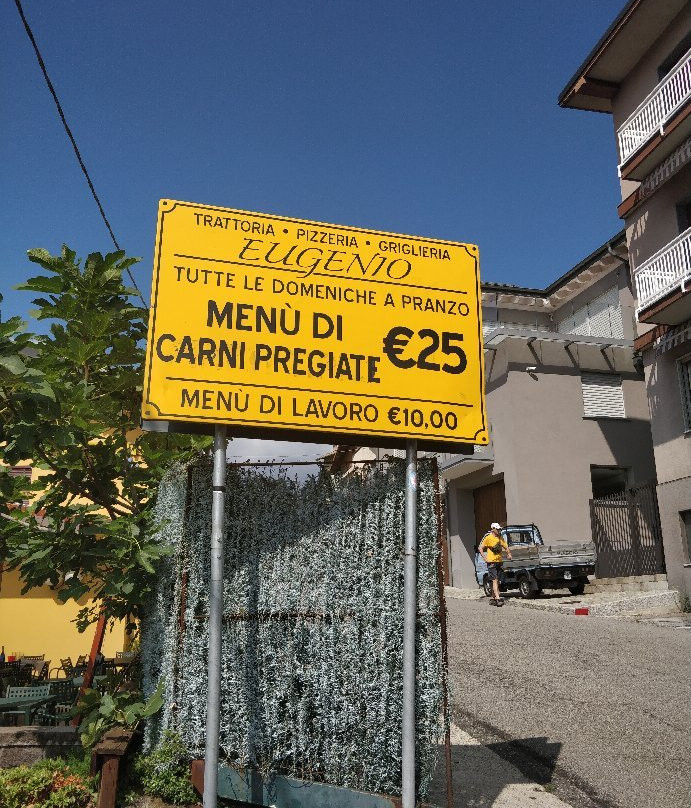 TRATTORIA • PIZZERIA • GRIGLIERIA
EUGENIO
TUTTE LE DOMENICHE A PRANZO
MENÙ DI
CARNI PREGIATE €25
MENÙ DI LAVORO €10,00